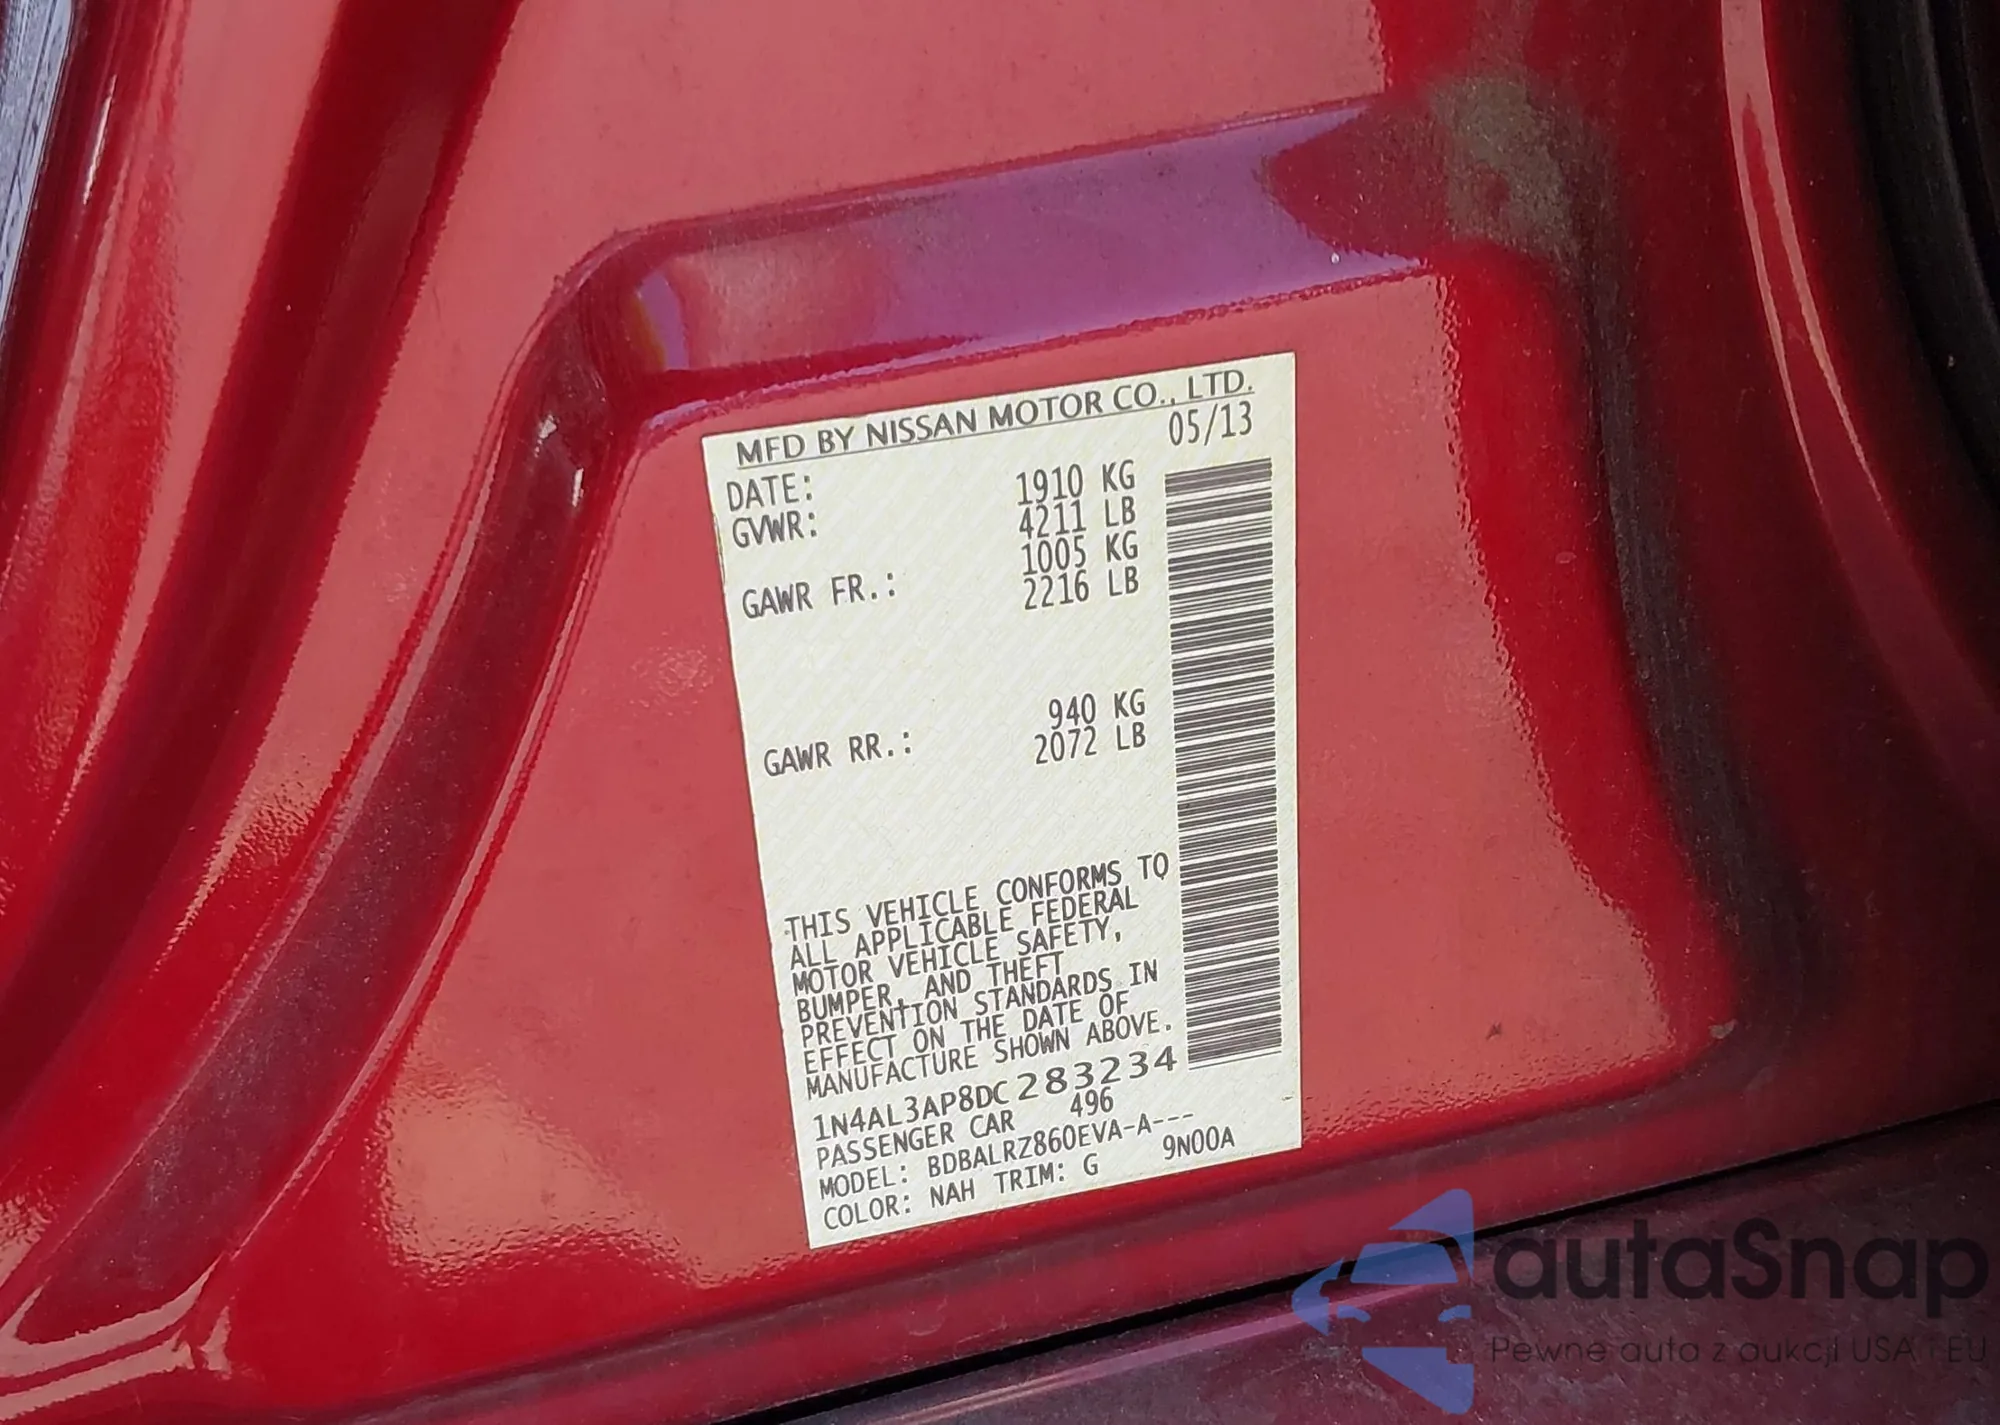 MFD BY NISSAN MOTOR CO., LTD.
DATE: 05/13
GVWR: 1910 KG
4211 LB
GAWR FR.: 1005 KG
2216 LB
GAWR RR.: 940 KG
2072 LB
THIS VEHICLE CONFORMS TO
ALL APPLICABLE FEDERAL
MOTOR VEHICLE SAFETY,
BUMPER, AND THEFT
PREVENTION STANDARDS IN
EFFECT ON THE DATE OF
MANUFACTURE SHOWN ABOVE.
1N4AL3AP8DC283234
PASSENGER CAR 496
MODEL: BDBALRZ860EVA-A---
COLOR: NAH TRIM: G 9N00A
autaSnap
Pewne auta z aukcji USA i EU